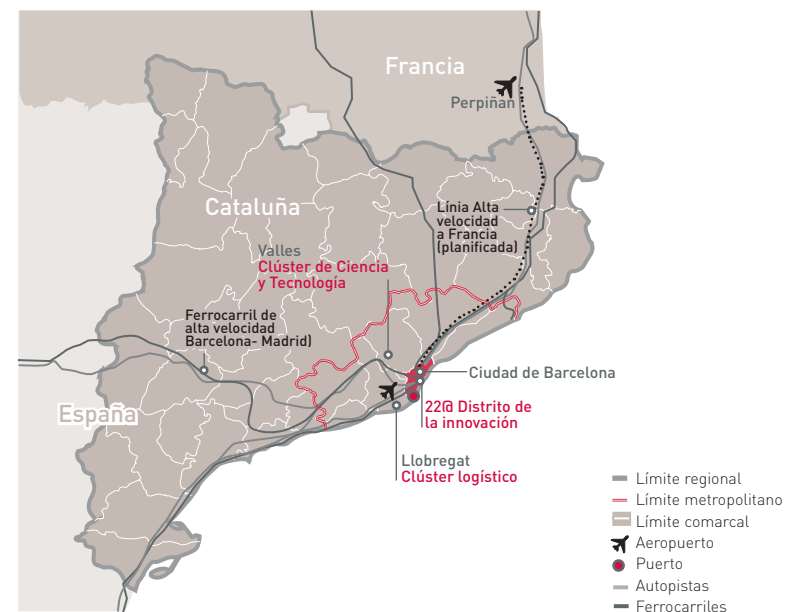 Francia
Perpiñan
Cataluña
Línia Alta
velocidad
a Francia
(planificada)
Valles
Clúster de Ciencia
y Tecnología
Ferrocarril de
alta velocidad
Barcelona- Madrid)
Ciudad de Barcelona
España
22@ Distrito de
la innovación
Llobregat
Clúster logístico
Límite regional
Límite metropolitano
Límite comarcal
Aeropuerto
Puerto
Autopistas
Ferrocarriles